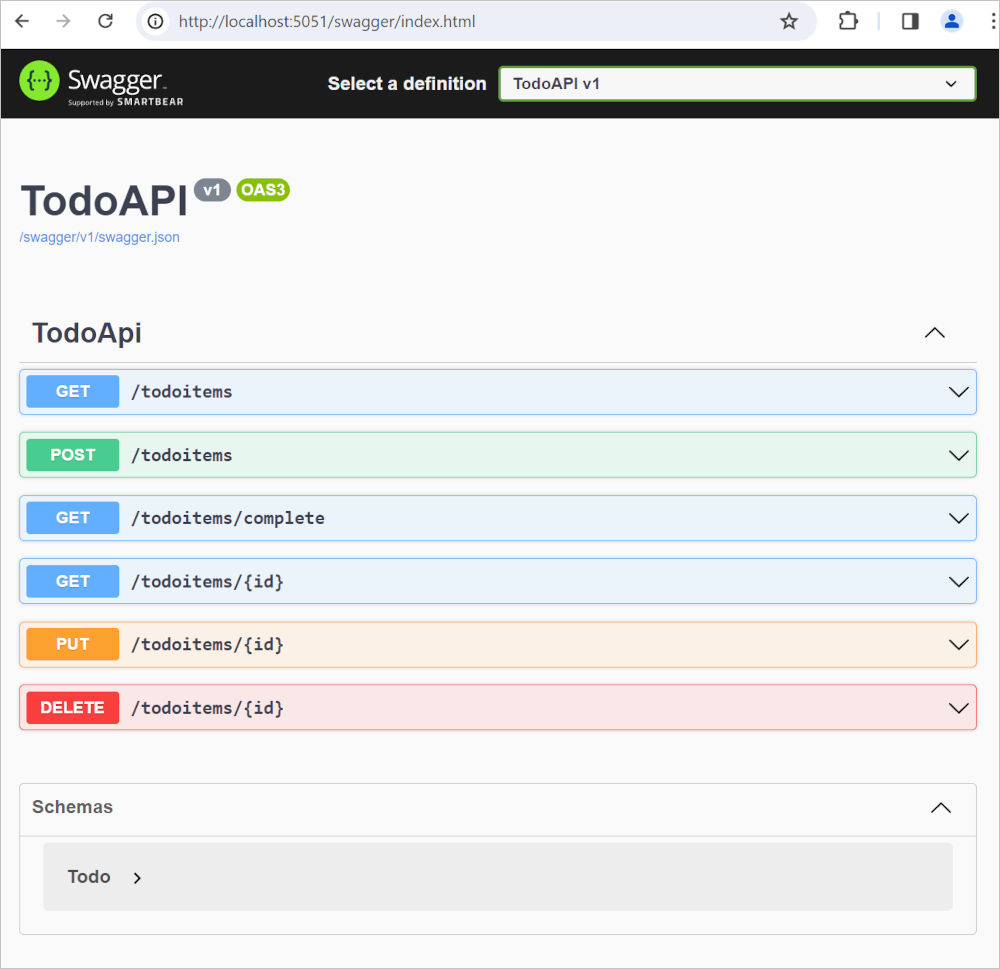 http://localhost:5051/swagger/index.html
{···} Swagger Select a definition TodoAPI v1
Supported by SMARTBEAR
TodoAPI v1 OAS3
/swagger/v1/swagger.json
TodoApi
GET /todoitems
POST /todoitems
GET /todoitems/complete
GET /todoitems/{id}
PUT /todoitems/{id}
DELETE /todoitems/{id}
Schemas
Todo